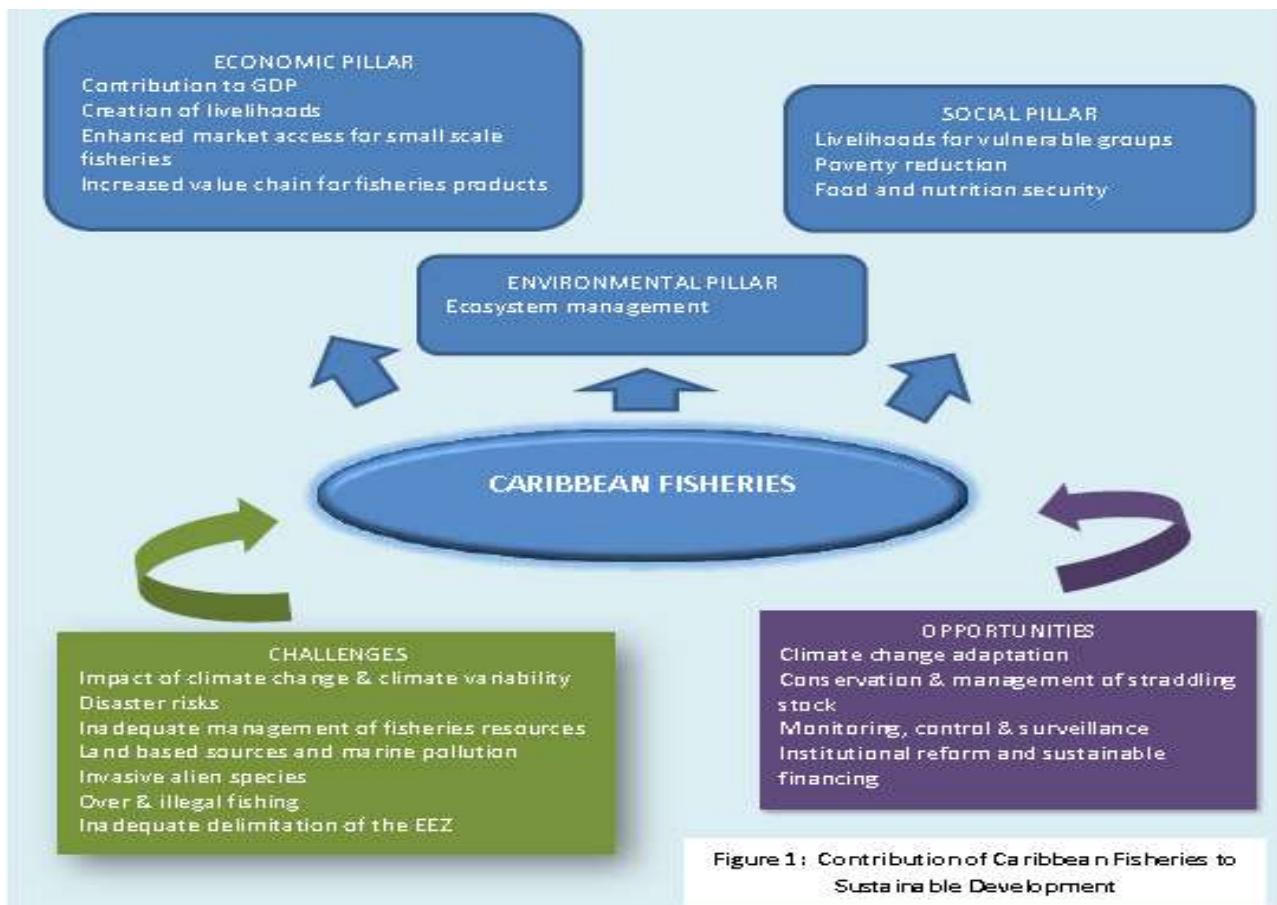 ECONOMIC PILLAR
Contribution to GDP
Creation of livelihoods
Enhanced market access for small scale
fisheries
Increased value chain for fisheries products
SOCIAL PILLAR
Livelihoods for vulnerable groups
Poverty reduction
Food and nutrition security
ENVIRONMENTAL PILLAR
Ecosystem management
CARIBBEAN FISHERIES
CHALLENGES
Impact of climate change & climate variability
Disaster risks
Inadequate management of fisheries resources
Land based sources and marine pollution
Invasive alien species
Over & illegal fishing
Inadequate delimitation of the EEZ
OPPORTUNITIES
Climate change adaptation
Conservation & management of straddling
stock
Monitoring, control & surveillance
Institutional reform and sustainable
financing
Figure 1: Contribution of Caribbean Fisheries to
Sustainable Development